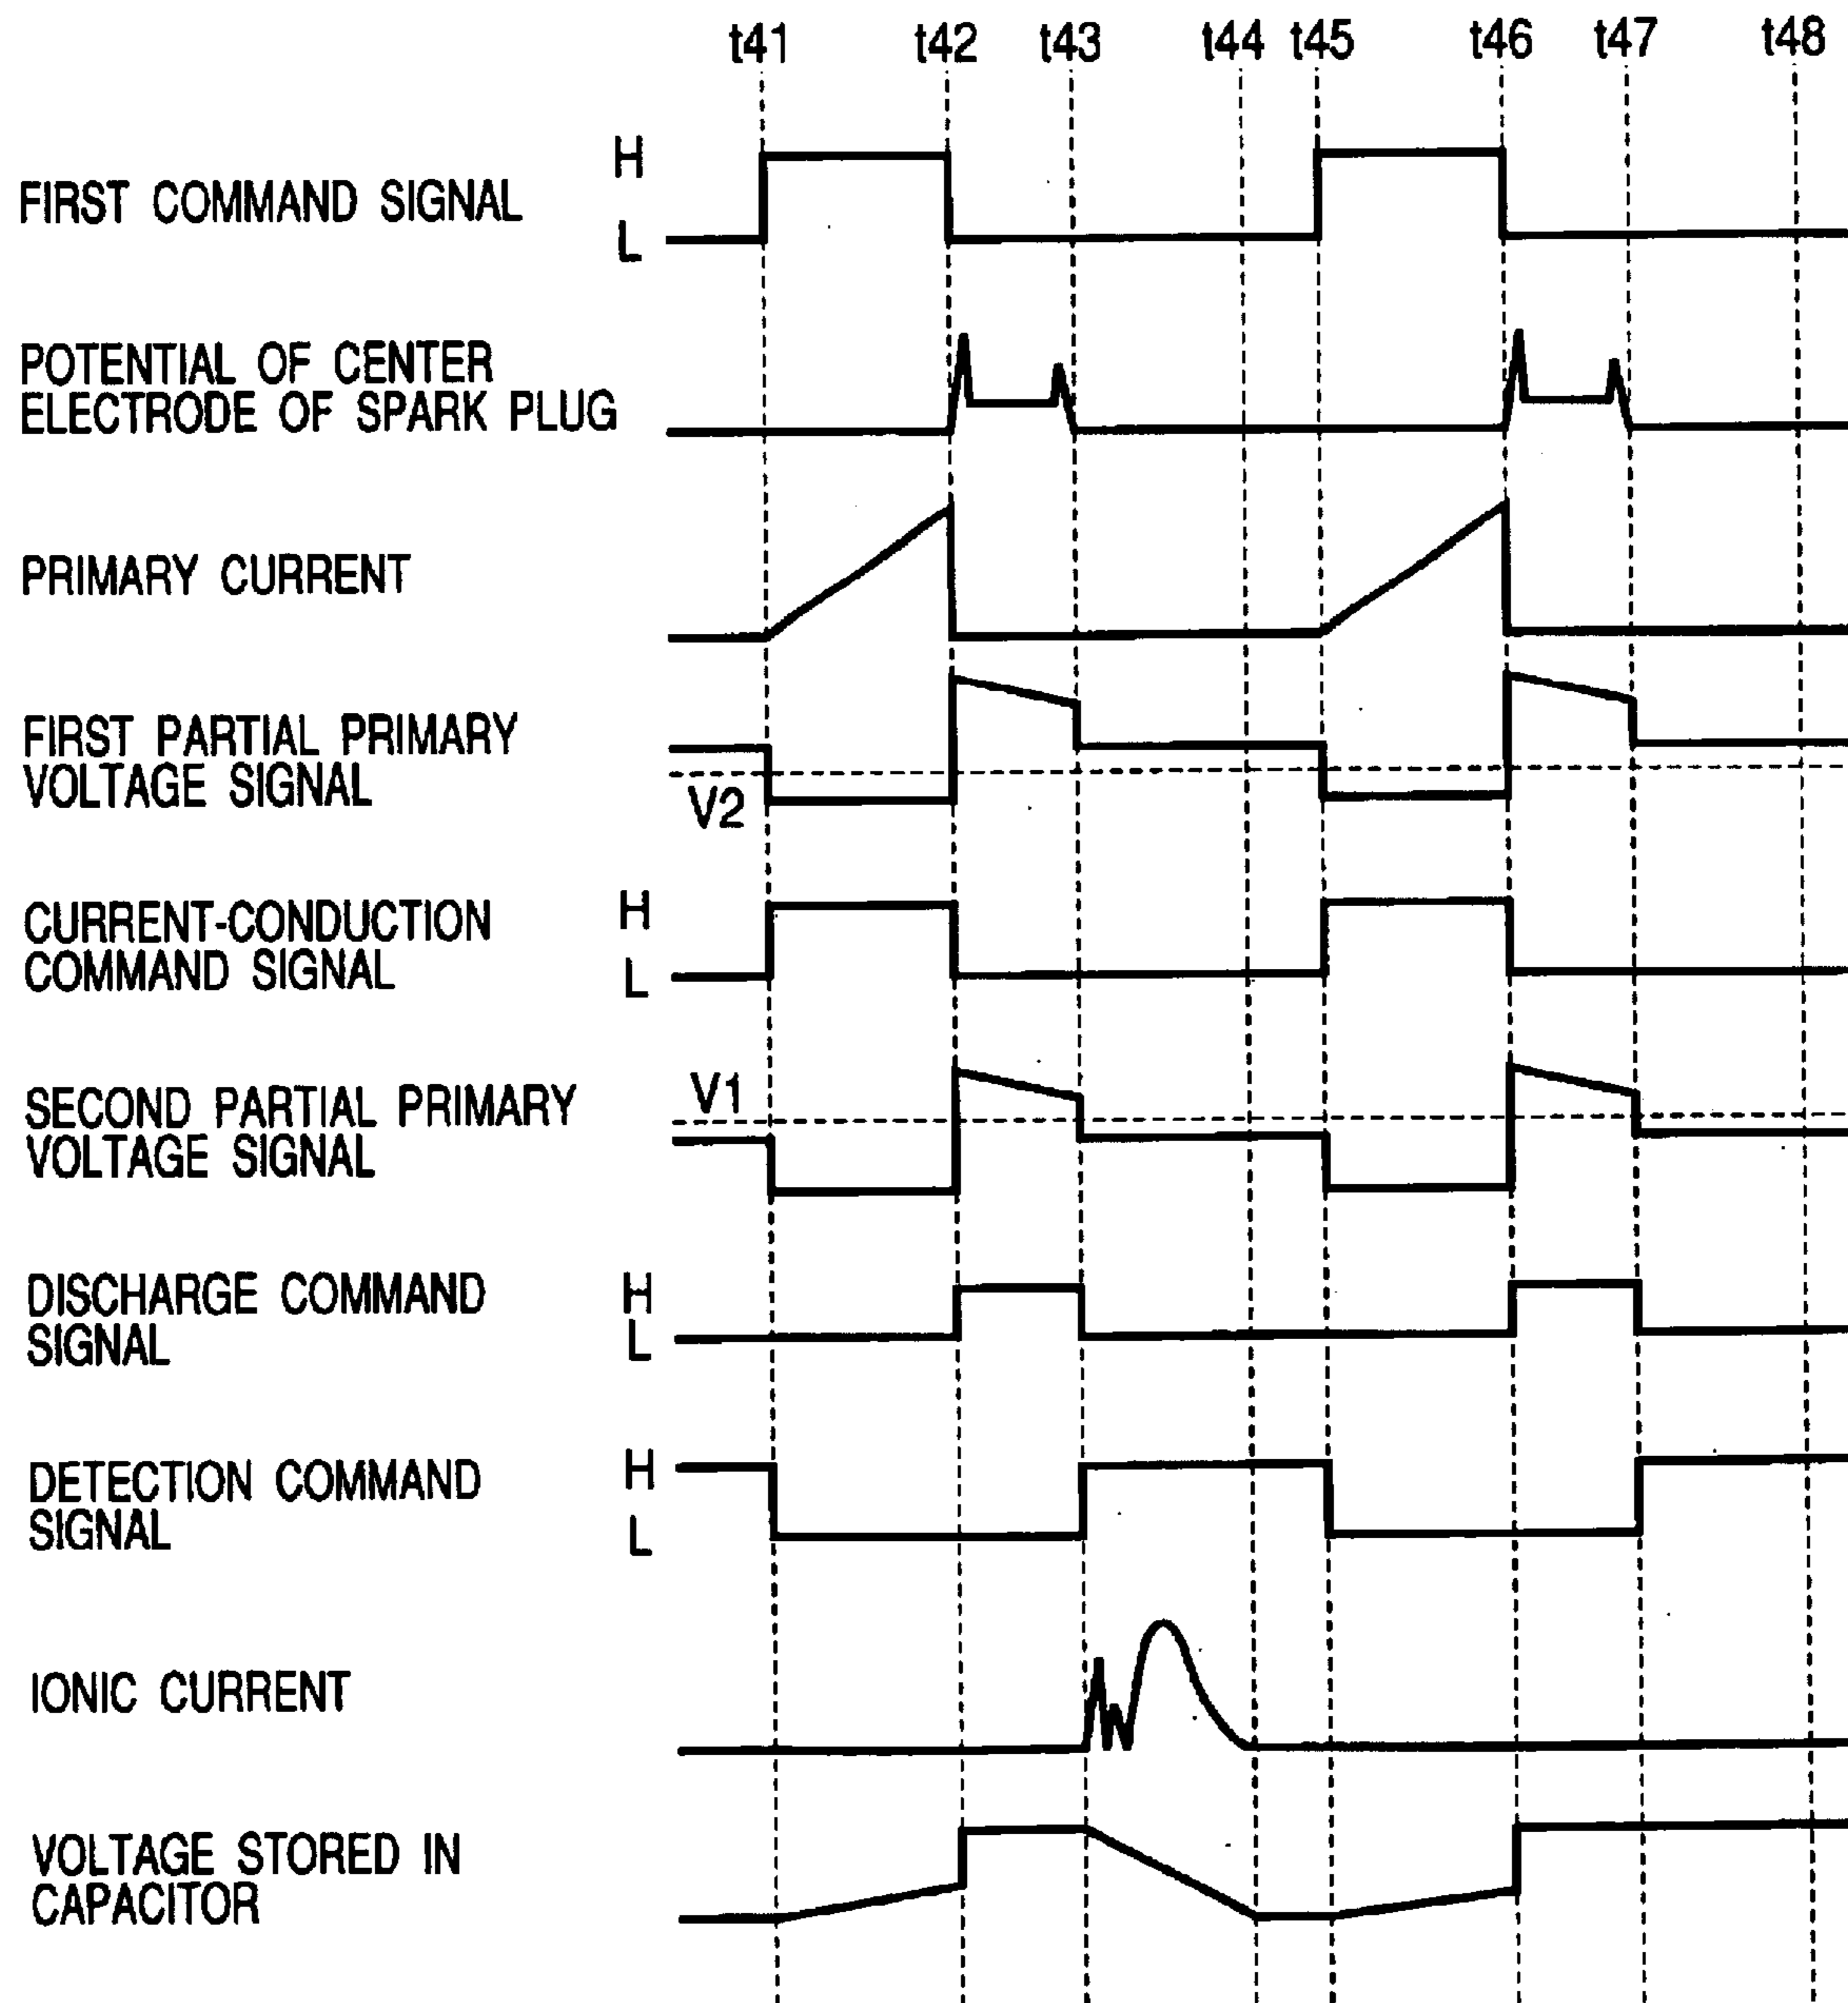 t41 t42 t43 t44 t45 t46 t47 t48
H
FIRST COMMAND SIGNAL
L
POTENTIAL OF CENTER
ELECTRODE OF SPARK PLUG
PRIMARY CURRENT
FIRST PARTIAL PRIMARY
VOLTAGE SIGNAL
V2
CURRENT-CONDUCTION H
COMMAND SIGNAL L
V1
SECOND PARTIAL PRIMARY
VOLTAGE SIGNAL
DISCHARGE COMMAND H
SIGNAL L
DETECTION COMMAND H
SIGNAL L
IONIC CURRENT
VOLTAGE STORED IN
CAPACITOR